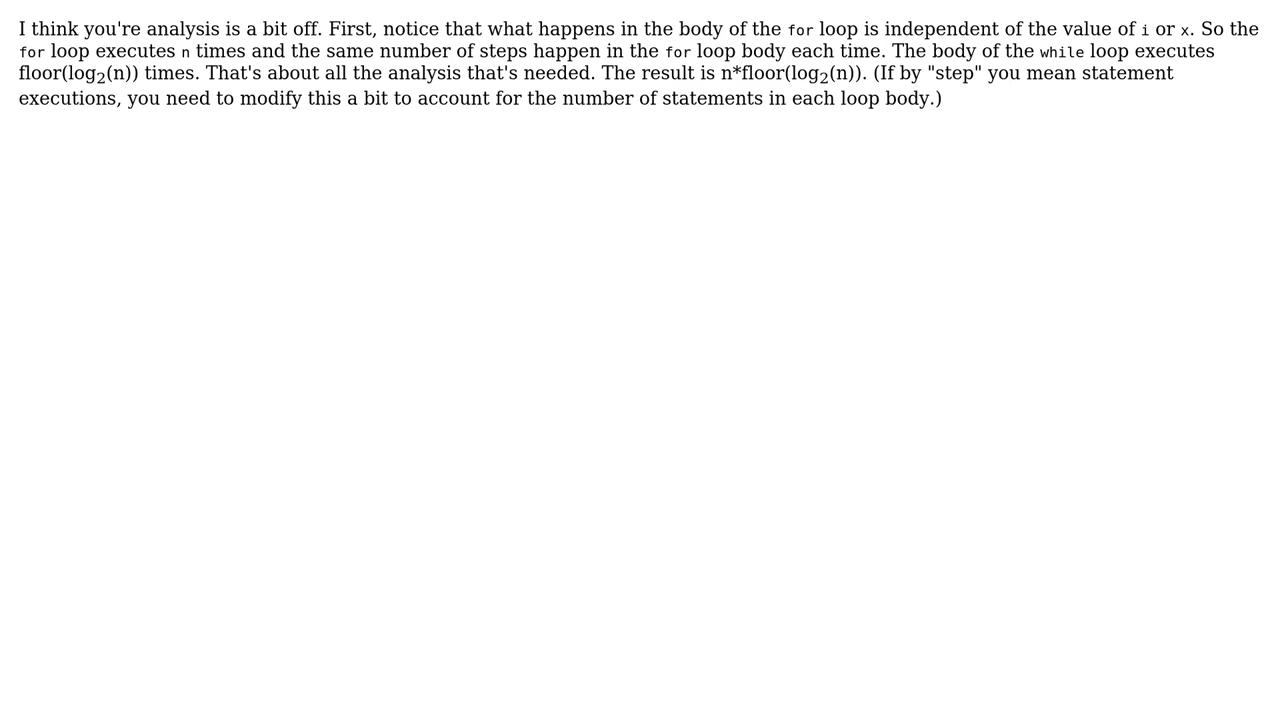 I think you're analysis is a bit off. First, notice that what happens in the body of the for loop is independent of the value of i or x. So the
for loop executes n times and the same number of steps happen in the for loop body each time. The body of the while loop executes
floor(log2(n)) times. That's about all the analysis that's needed. The result is n*floor(log2(n)). (If by "step" you mean statement
executions, you need to modify this a bit to account for the number of statements in each loop body.)